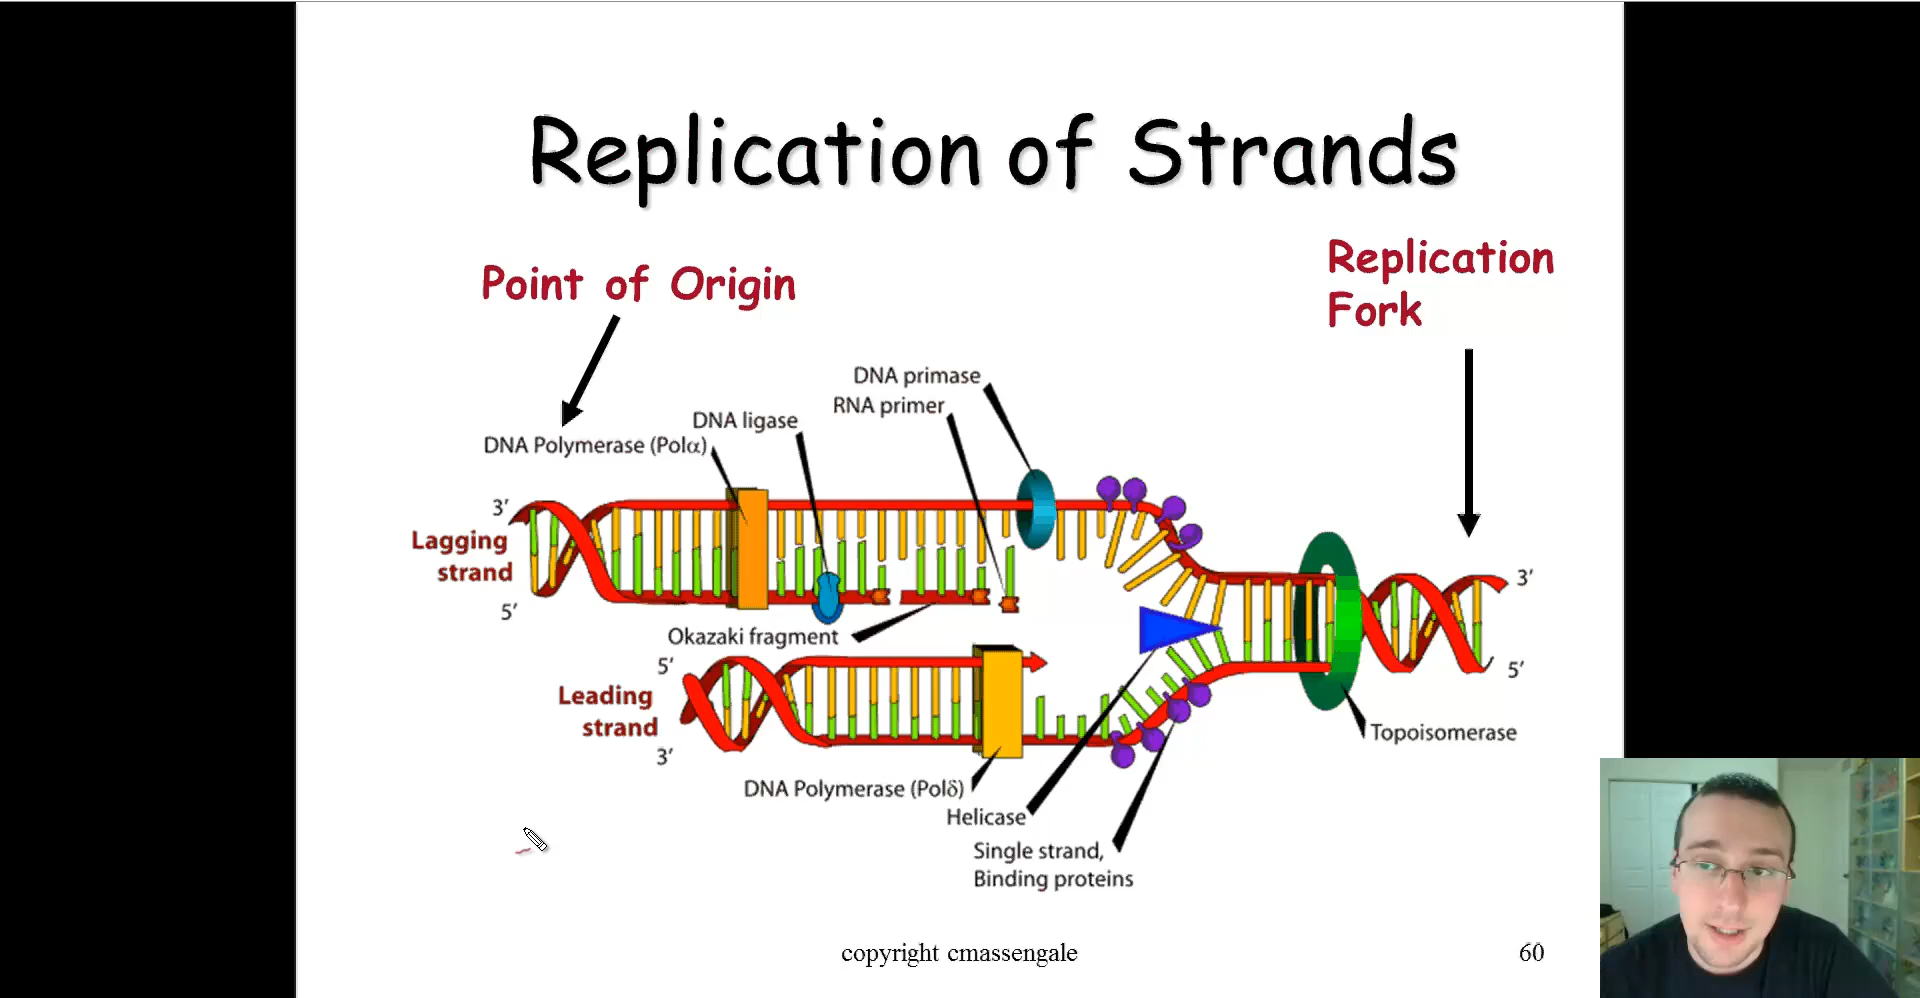 Replication of Strands
Point of Origin
Replication
Fork
DNA primase
RNA primer
DNA ligase
DNA Polymerase (Polα)
3′
Lagging
strand
5′
Okazaki fragment
5′
Leading
strand
3′
3′
5′
Topoisomerase
DNA Polymerase (Polδ)
Helicase
Single strand,
Binding proteins
copyright cmassengale
60